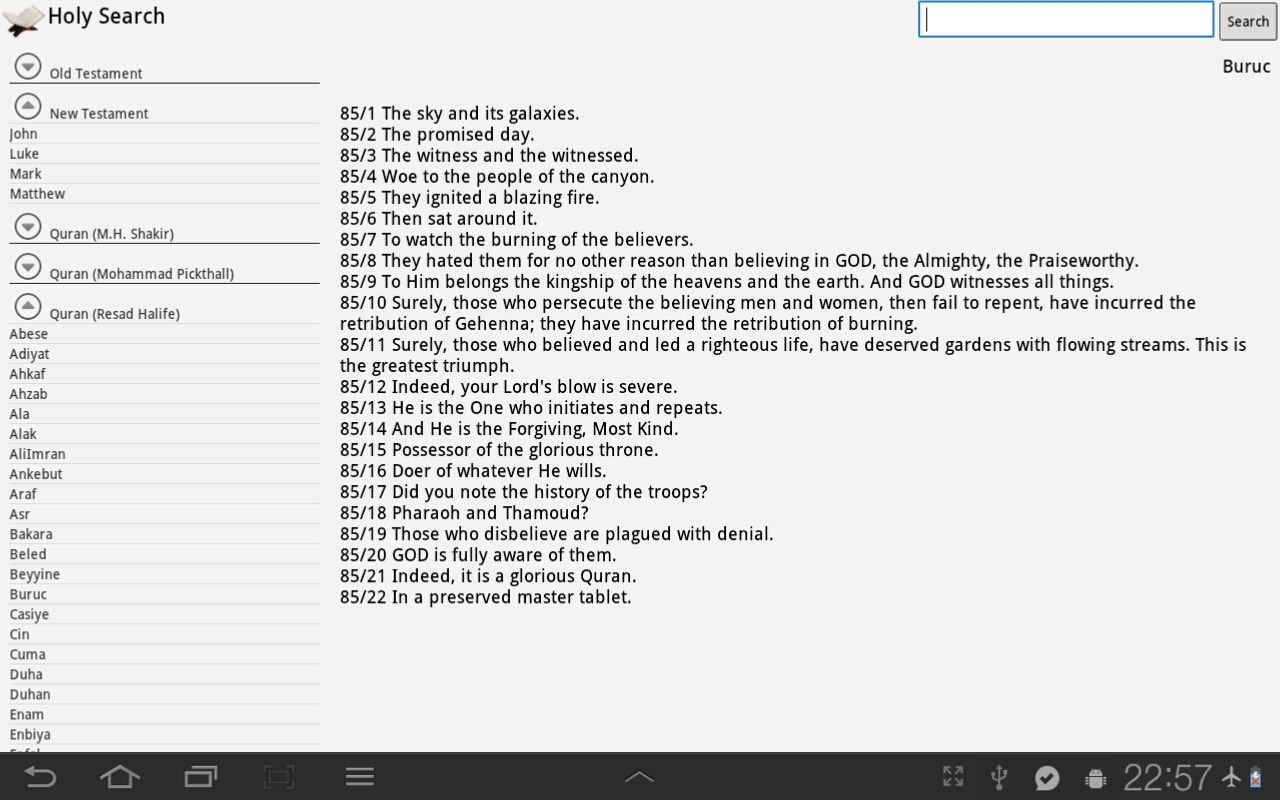 Holy Search
Search
Old Testament
New Testament
John
Luke
Mark
Matthew
Quran (M.H. Shakir)
Quran (Mohammad Pickthall)
Quran (Resad Halife)
Abese
Adiyat
Ahkaf
Ahzab
Ala
Alak
AliImran
Ankebut
Araf
Asr
Bakara
Beled
Beyyine
Buruc
Casiye
Cin
Cuma
Duha
Duhan
Enam
Enbiya
Buruc
85/1 The sky and its galaxies.
85/2 The promised day.
85/3 The witness and the witnessed.
85/4 Woe to the people of the canyon.
85/5 They ignited a blazing fire.
85/6 Then sat around it.
85/7 To watch the burning of the believers.
85/8 They hated them for no other reason than believing in GOD, the Almighty, the Praiseworthy.
85/9 To Him belongs the kingship of the heavens and the earth. And GOD witnesses all things.
85/10 Surely, those who persecute the believing men and women, then fail to repent, have incurred the
retribution of Gehenna; they have incurred the retribution of burning.
85/11 Surely, those who believed and led a righteous life, have deserved gardens with flowing streams. This is
the greatest triumph.
85/12 Indeed, your Lord's blow is severe.
85/13 He is the One who initiates and repeats.
85/14 And He is the Forgiving, Most Kind.
85/15 Possessor of the glorious throne.
85/16 Doer of whatever He wills.
85/17 Did you note the history of the troops?
85/18 Pharaoh and Thamoud?
85/19 Those who disbelieve are plagued with denial.
85/20 GOD is fully aware of them.
85/21 Indeed, it is a glorious Quran.
85/22 In a preserved master tablet.
22:57